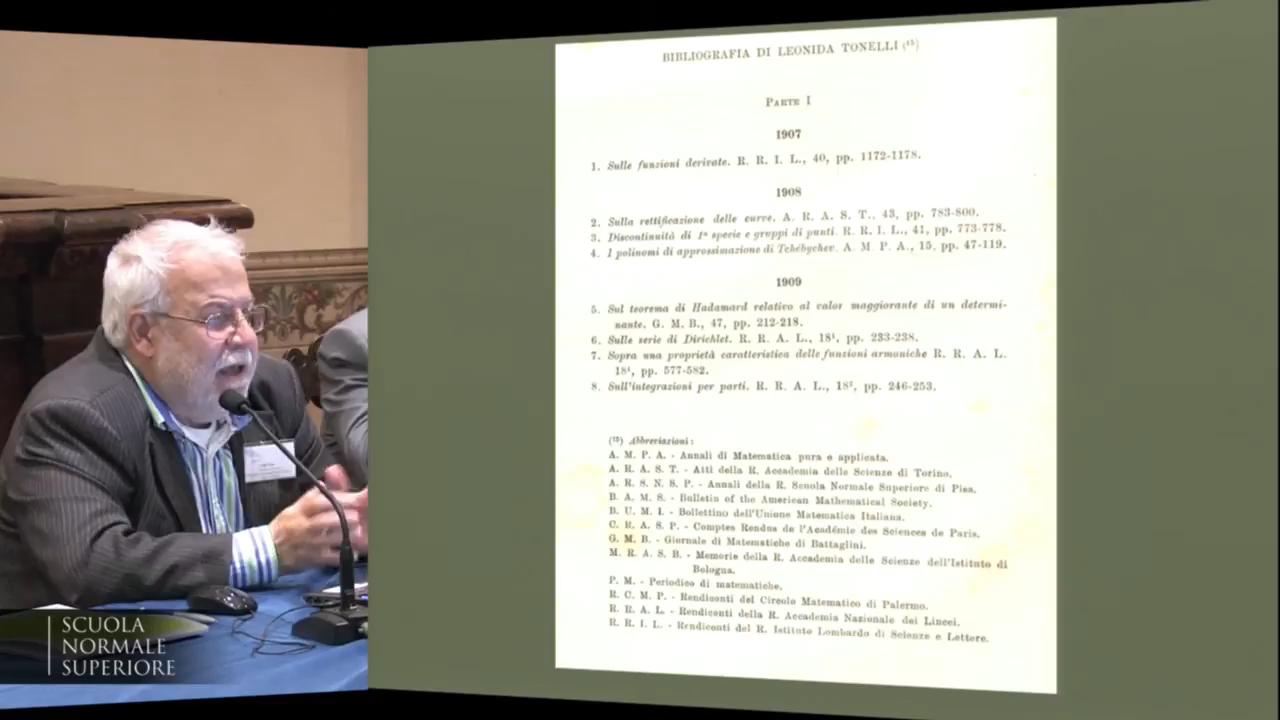 BIBLIOGRAFIA DI LEONIDA TONELLI (¹⁵)
PARTE I
1907
1. Sulle funzioni derivate. R. R. I. L., 40, pp. 1172-1178.
1908
2. Sulla rettificazione delle curve. A. R. A. S. T., 43, pp. 783-800.
3. Discontinuità di 1ª specie e gruppi di punti. R. R. I. L., 41, pp. 773-778.
4. I polinomi di approssimazione di Tchébychev. A. M. P. A., 15, pp. 47-119.
1909
5. Sul teorema di Hadamard relativo al valor maggiorante di un determi-
nante. G. M. B., 47, pp. 212-218.
6. Sulle serie di Dirichlet. R. R. A. L., 18¹, pp. 233-238.
7. Sopra una proprietà caratteristica delle funzioni armoniche R. R. A. L.
18¹, pp. 577-582.
8. Sull'integrazioni per parti. R. R. A. L., 18², pp. 246-253.
(¹⁵) Abbreviazioni:
A. M. P. A. - Annali di Matematica pura e applicata.
A. R. A. S. T. - Atti della R. Accademia delle Scienze di Torino.
A. R. S. N. S. P. - Annali della R. Scuola Normale Superiore di Pisa.
B. A. M. S. - Bulletin of the American Mathematical Society.
B. U. M. I. - Bollettino dell'Unione Matematica Italiana.
C. R. A. S. P. - Comptes Rendus de l'Académie des Sciences de Paris.
G. M. B. - Giornale di Matematiche di Battaglini.
M. R. A. S. B. - Memorie della R. Accademia delle Scienze dell'Istituto di
Bologna.
P. M. - Periodico di matematiche.
R. C. M. P. - Rendiconti del Circolo Matematico di Palermo.
R. R. A. L. - Rendiconti della R. Accademia Nazionale dei Lincei.
R. R. I. L. - Rendiconti del R. Istituto Lombardo di Scienze e Lettere.
SCUOLA
NORMALE
SUPERIORE